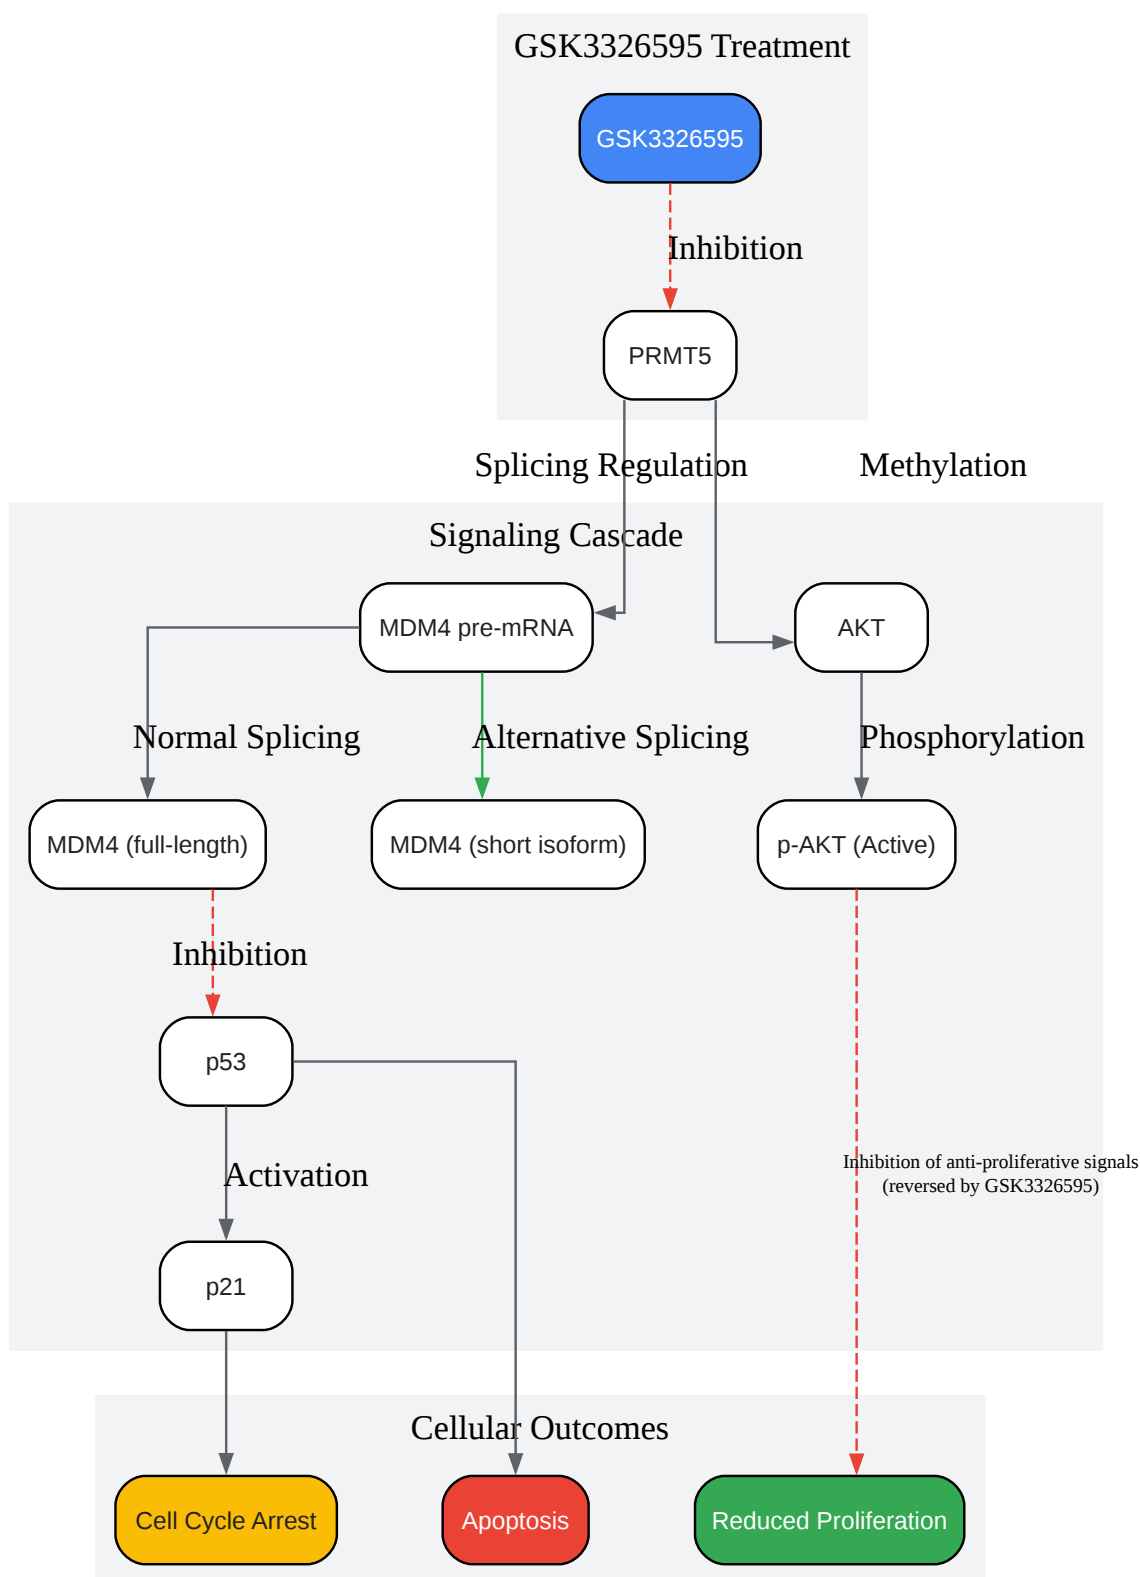 GSK3326595 Treatment
GSK3326595
Inhibition
PRMT5
Splicing Regulation
Methylation
Signaling Cascade
MDM4 pre-mRNA
AKT
Normal Splicing
Alternative Splicing
Phosphorylation
MDM4 (full-length)
MDM4 (short isoform)
p-AKT (Active)
Inhibition
p53
Activation
Inhibition of anti-proliferative signals
(reversed by GSK3326595)
p21
Cellular Outcomes
Cell Cycle Arrest
Apoptosis
Reduced Proliferation